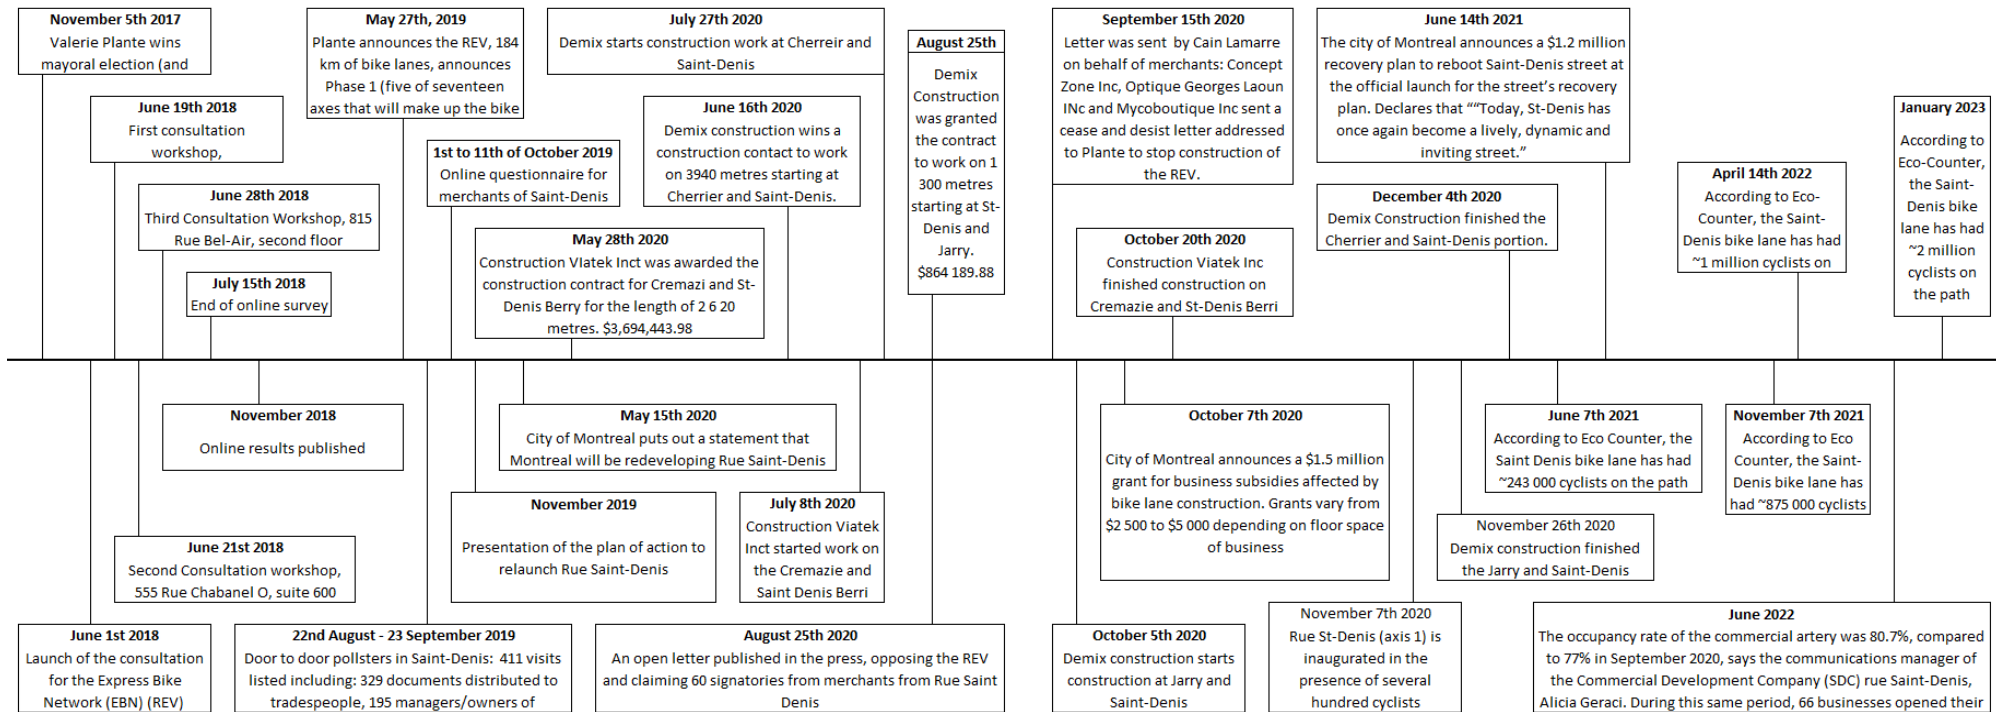 November 5th 2017
Valerie Plante wins
mayoral election (and
June 19th 2018
First consultation
workshop,
June 28th 2018
Third Consultation Workshop, 815
Rue Bel-Air, second floor
July 15th 2018
End of online survey
May 27th, 2019
Plante announces the REV, 184
km of bike lanes, announces
Phase 1 (five of seventeen
axes that will make up the bike
1st to 11th of October 2019
Online questionnaire for
merchants of Saint-Denis
July 27th 2020
Demix starts construction work at Cherreir and
Saint-Denis
June 16th 2020
Demix construction wins a
construction contact to work
on 3940 metres starting at
Cherrier and Saint-Denis.
May 28th 2020
Construction VIatek Inct was awarded the
construction contract for Cremazi and St-
Denis Berry for the length of 2 6 20
metres. $3,694,443.98
August 25th
Demix
Construction
was granted
the contract
to work on 1
300 metres
starting at St-
Denis and
Jarry.
$864 189.88
September 15th 2020
Letter was sent  by Cain Lamarre
on behalf of merchants: Concept
Zone Inc, Optique Georges Laoun
INc and Mycoboutique Inc sent a
cease and desist letter addressed
to Plante to stop construction of
the REV.
October 20th 2020
Construction Viatek Inc
finished construction on
Cremazie and St-Denis Berri
June 14th 2021
The city of Montreal announces a $1.2 million
recovery plan to reboot Saint-Denis street at
the official launch for the street's recovery
plan. Declares that ““Today, St-Denis has
once again become a lively, dynamic and
inviting street.”
December 4th 2020
Demix Construction finished the
Cherrier and Saint-Denis portion.
April 14th 2022
According to Eco-
Counter, the Saint-
Denis bike lane has had
~1 million cyclists on
January 2023
According to
Eco-Counter,
the Saint-
Denis bike
lane has had
~2 million
cyclists on
the path
November 2018
Online results published
June 21st 2018
Second Consultation workshop,
555 Rue Chabanel O, suite 600
June 1st 2018
Launch of the consultation
for the Express Bike
Network (EBN) (REV)
22nd August - 23 September 2019
Door to door pollsters in Saint-Denis:  411 visits
listed including: 329 documents distributed to
tradespeople, 195 managers/owners of
May 15th 2020
City of Montreal puts out a statement that
Montreal will be redeveloping Rue Saint-Denis
November 2019
Presentation of the plan of action to
relaunch Rue Saint-Denis
July 8th 2020
Construction Viatek
Inct started work on
the Cremazie and
Saint Denis Berri
August 25th 2020
An open letter published in the press, opposing the REV
and claiming 60 signatories from merchants from Rue Saint
Denis
October 7th 2020
City of Montreal announces a $1.5 million
grant for business subsidies affected by
bike lane construction. Grants vary from
$2 500 to $5 000 depending on floor space
of business
October 5th 2020
Demix construction starts
construction at Jarry and
Saint-Denis
November 7th 2020
Rue St-Denis (axis 1) is
inaugurated in the
presence of several
hundred cyclists
November 26th 2020
Demix construction finished
the Jarry and Saint-Denis
June 7th 2021
According to Eco Counter, the
Saint Denis bike lane has had
~243 000 cyclists on the path
November 7th 2021
According to Eco
Counter, the Saint-
Denis bike lane has
had ~875 000 cyclists
June 2022
The occupancy rate of the commercial artery was 80.7%, compared
to 77% in September 2020, says the communications manager of
the Commercial Development Company (SDC) rue Saint-Denis,
Alicia Geraci. During this same period, 66 businesses opened their